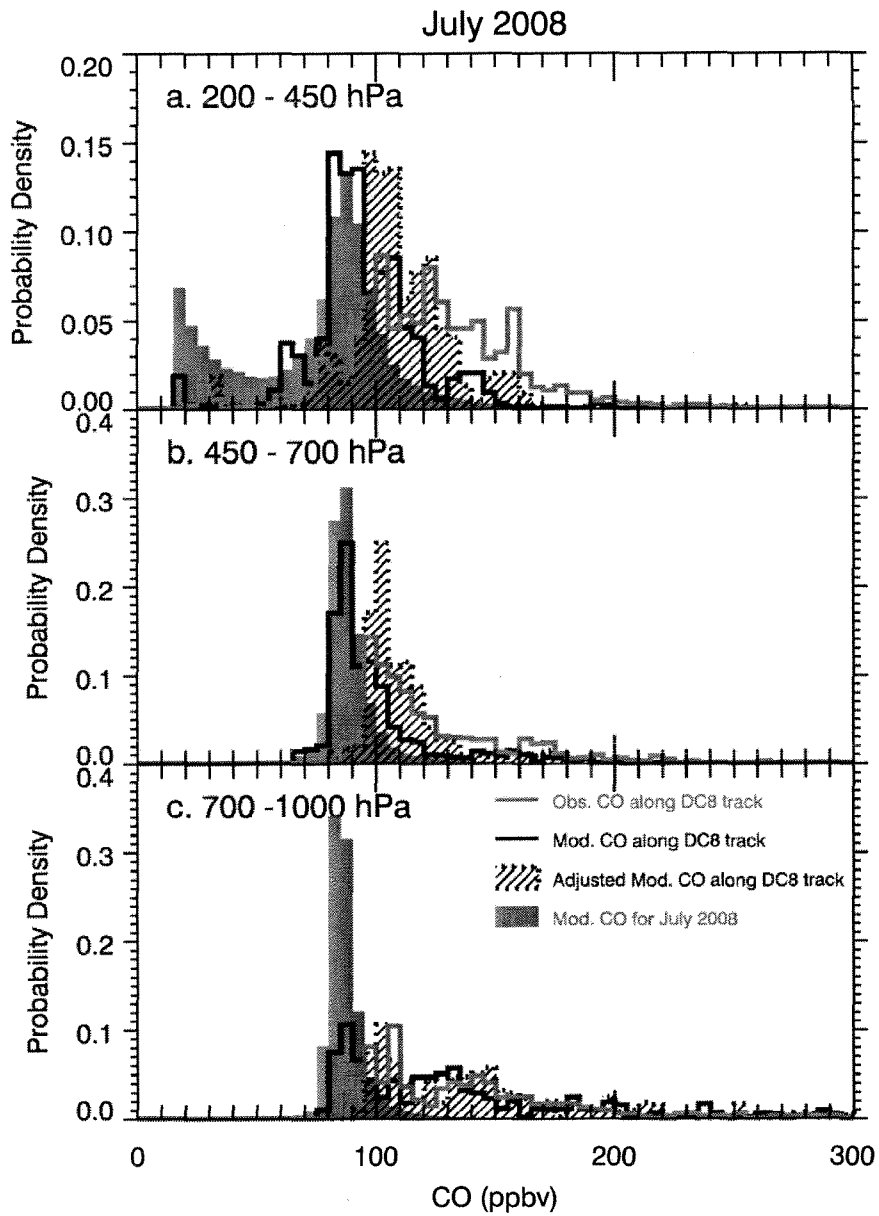 July 2008
0.20
a. 200 - 450 hPa
0.15
0.10
0.05
0.00
Probability Density
0.4
b. 450 - 700 hPa
0.3
0.2
0.1
0.0
Probability Density
0.4
c. 700 -1000 hPa
Obs. CO along DC8 track
Mod. CO along DC8 track
Adjusted Mod. CO along DC8 track
Mod. CO for July 2008
0.3
0.2
0.1
0.0
Probability Density
0 100 200 300
CO (ppbv)